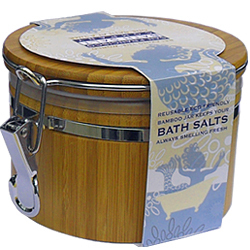 REUSABLE ECO FRIENDLY
BAMBOO JAR KEEPS YOUR
BATH SALTS
ALWAYS SMELLING FRESH